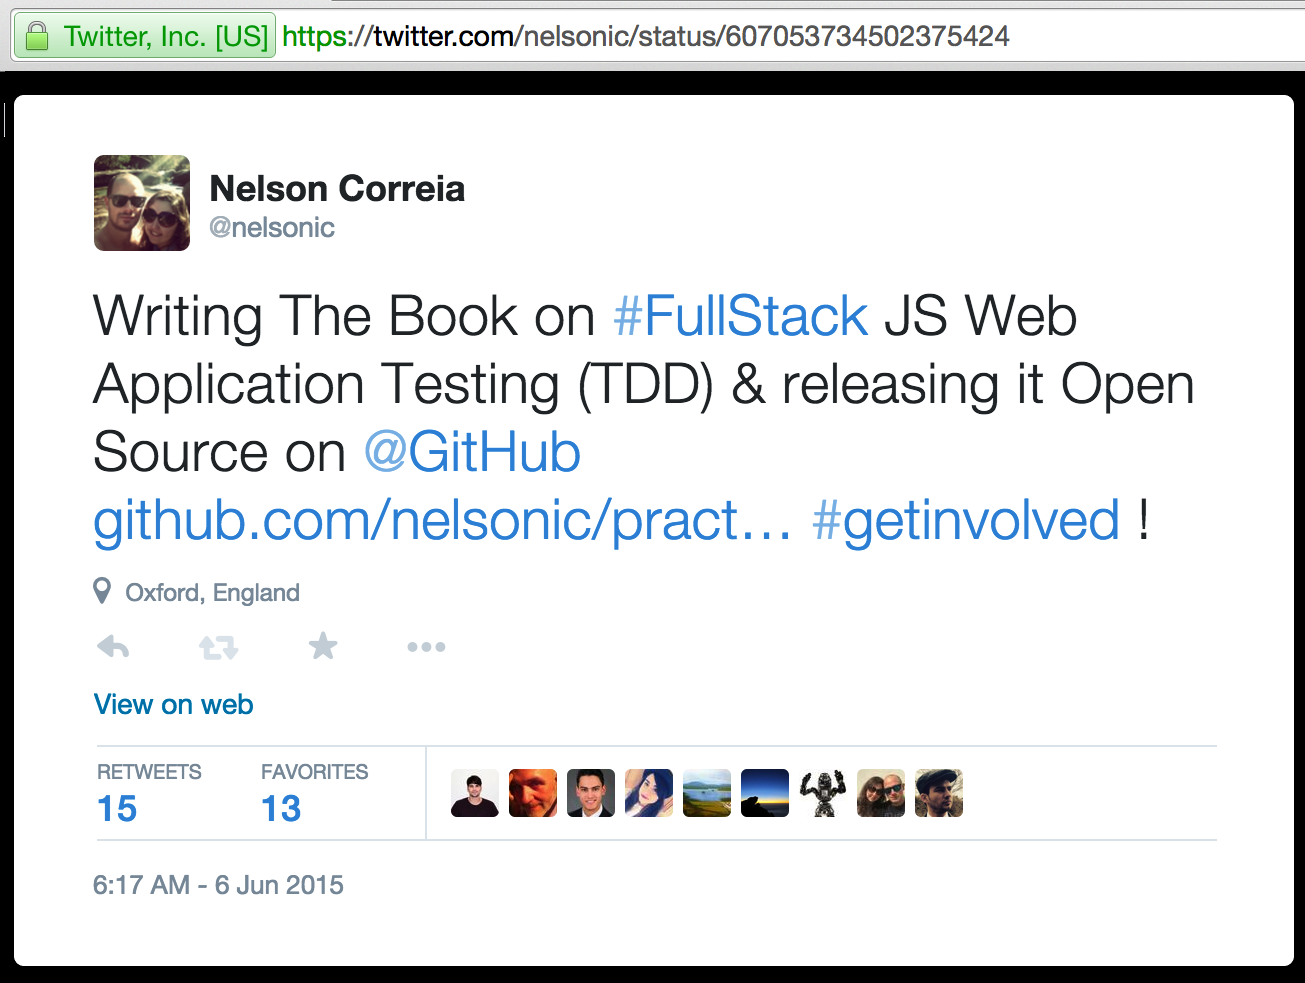 Twitter, Inc. [US] https://twitter.com/nelsonic/status/607053734502375424
Nelson Correia
@nelsonic
Writing The Book on #FullStack JS Web
Application Testing (TDD) & releasing it Open
Source on @GitHub
github.com/nelsonic/pract… #getinvolved !
Oxford, England
View on web
RETWEETS FAVORITES
15 13
6:17 AM - 6 Jun 2015